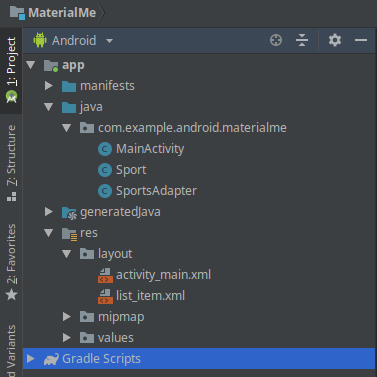 MaterialMe
Android
1: Project
7: Structure
2: Favorites
d Variants
app
manifests
java
com.example.android.materialme
MainActivity
Sport
SportsAdapter
generatedJava
res
layout
activity_main.xml
list_item.xml
mipmap
values
Gradle Scripts